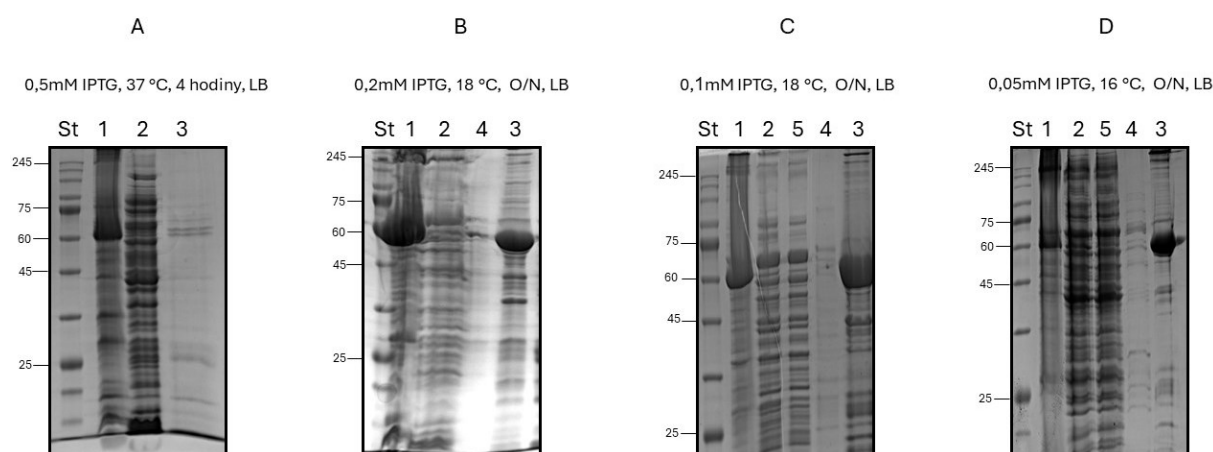 A
0,5mM IPTG, 37 °C, 4 hodiny, LB
St 1 2 3
245
75
60
45
25
B
0,2mM IPTG, 18 °C, O/N, LB
St 1 2 4 3
245
75
60
45
25
C
0,1mM IPTG, 18 °C, O/N, LB
St 1 2 5 4 3
245
75
60
45
25
D
0,05mM IPTG, 16 °C, O/N, LB
St 1 2 5 4 3
245
75
60
45
25